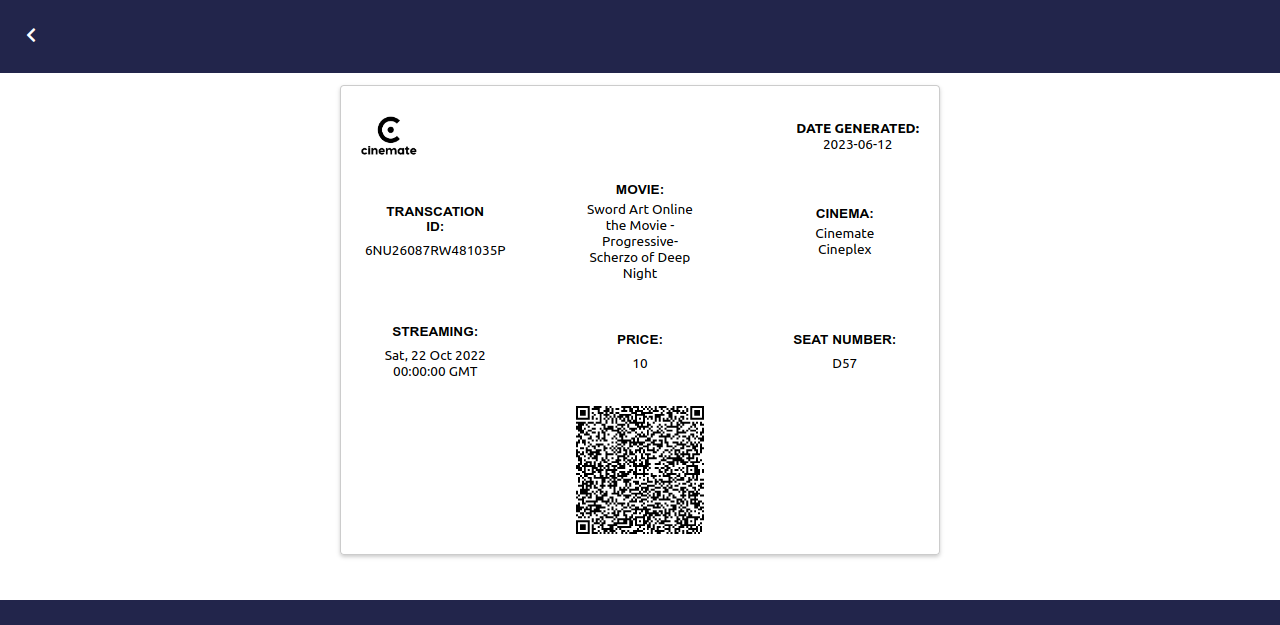 cinemate
DATE GENERATED:
2023-06-12
TRANSCATION
ID:
6NU26087RW481035P
MOVIE:
Sword Art Online
the Movie -
Progressive-
Scherzo of Deep
Night
CINEMA:
Cinemate
Cineplex
STREAMING:
Sat, 22 Oct 2022
00:00:00 GMT
PRICE:
10
SEAT NUMBER:
D57